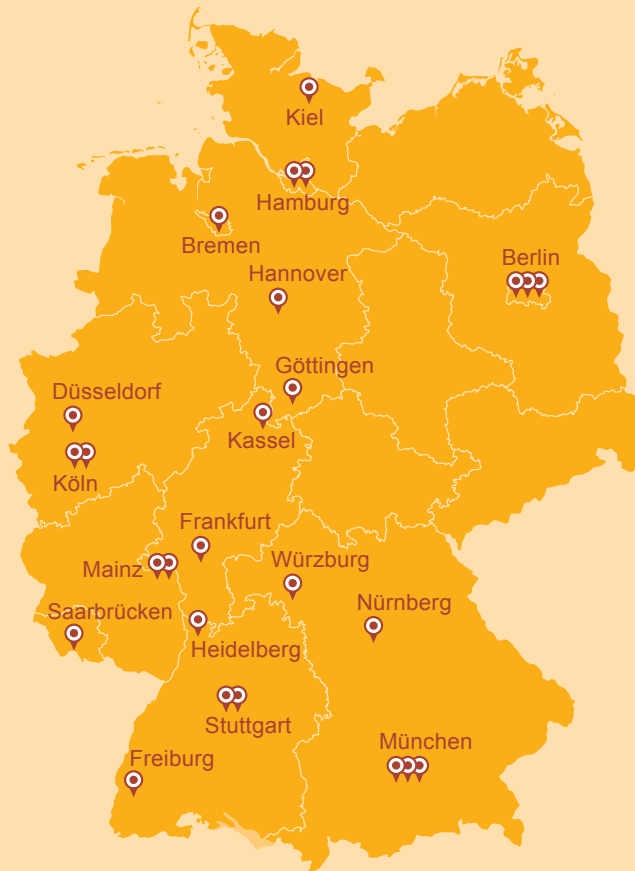 Kiel
Hamburg
Bremen
Berlin
Hannover
Göttingen
Düsseldorf
Kassel
Köln
Frankfurt
Mainz
Würzburg
Nürnberg
Saarbrücken
Heidelberg
Stuttgart
München
Freiburg